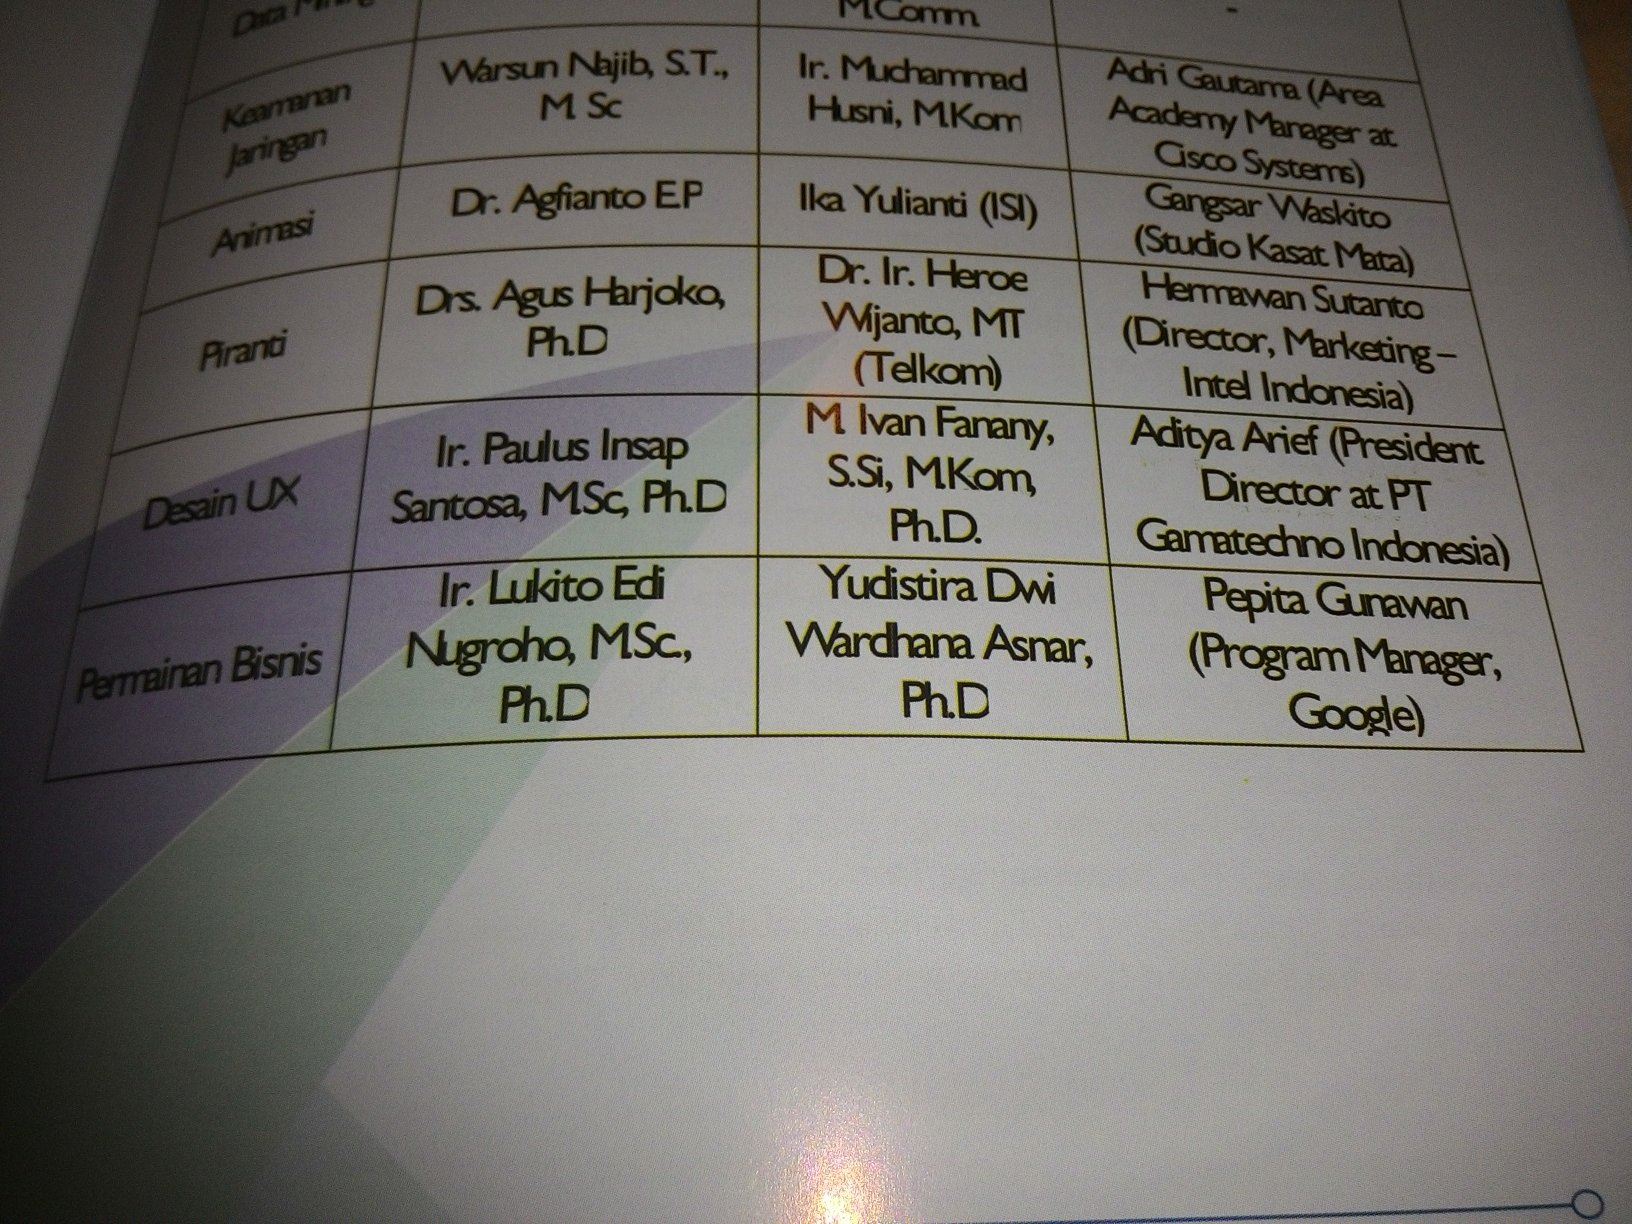 Data Mining
M.Comm.
-
Keamanan
Jaringan
Warsun Najib, S.T.,
M. Sc
Ir. Muchammad
Husni, M.Kom
Adri Gautama (Area
Academy Manager at
Cisco Systems)
Animasi
Dr. Agfianto E.P
Ika Yulianti (ISI)
Gangsar Waskito
(Studio Kasat Mata)
Piranti
Drs. Agus Harjoko,
Ph.D
Dr. Ir. Heroe
Wijanto, MT
(Telkom)
Hermawan Sutanto
(Director, Marketing –
Intel Indonesia)
Desain UX
Ir. Paulus Insap
Santosa, M.Sc, Ph.D
M. Ivan Fanany,
S.Si, M.Kom,
Ph.D.
Aditya Arief (President
Director at PT
Gamatechno Indonesia)
Permainan Bisnis
Ir. Lukito Edi
Nugroho, M.Sc.,
Ph.D
Yudistira Dwi
Wardhana Asnar,
Ph.D
Pepita Gunawan
(Program Manager,
Google)